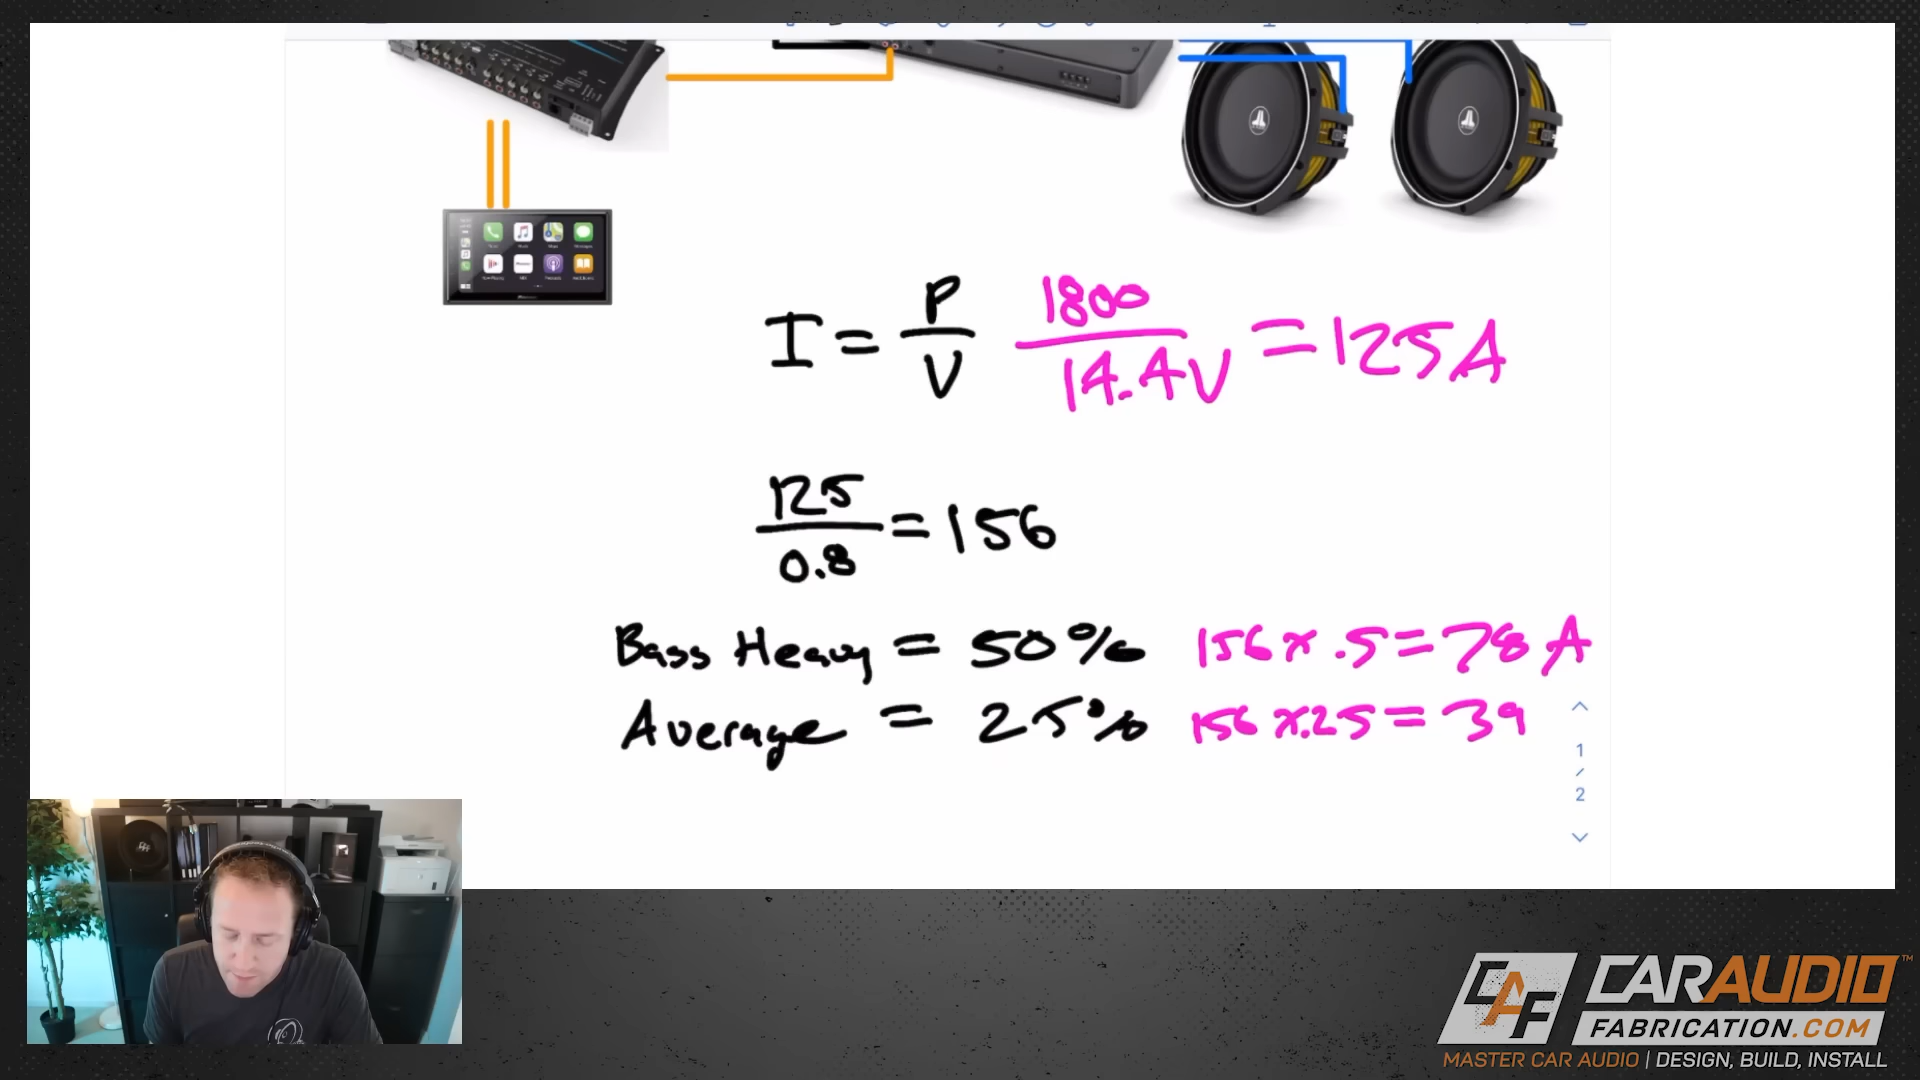 I = P/V 1800/14.4V = 125A
125/0.8 = 156
Bass Heavy = 50% 156 x .5 = 78 A
Average = 25% 156 x .25 = 39
1
/
2
CAF CARAUDIO™
FABRICATION.COM
MASTER CAR AUDIO | DESIGN, BUILD, INSTALL